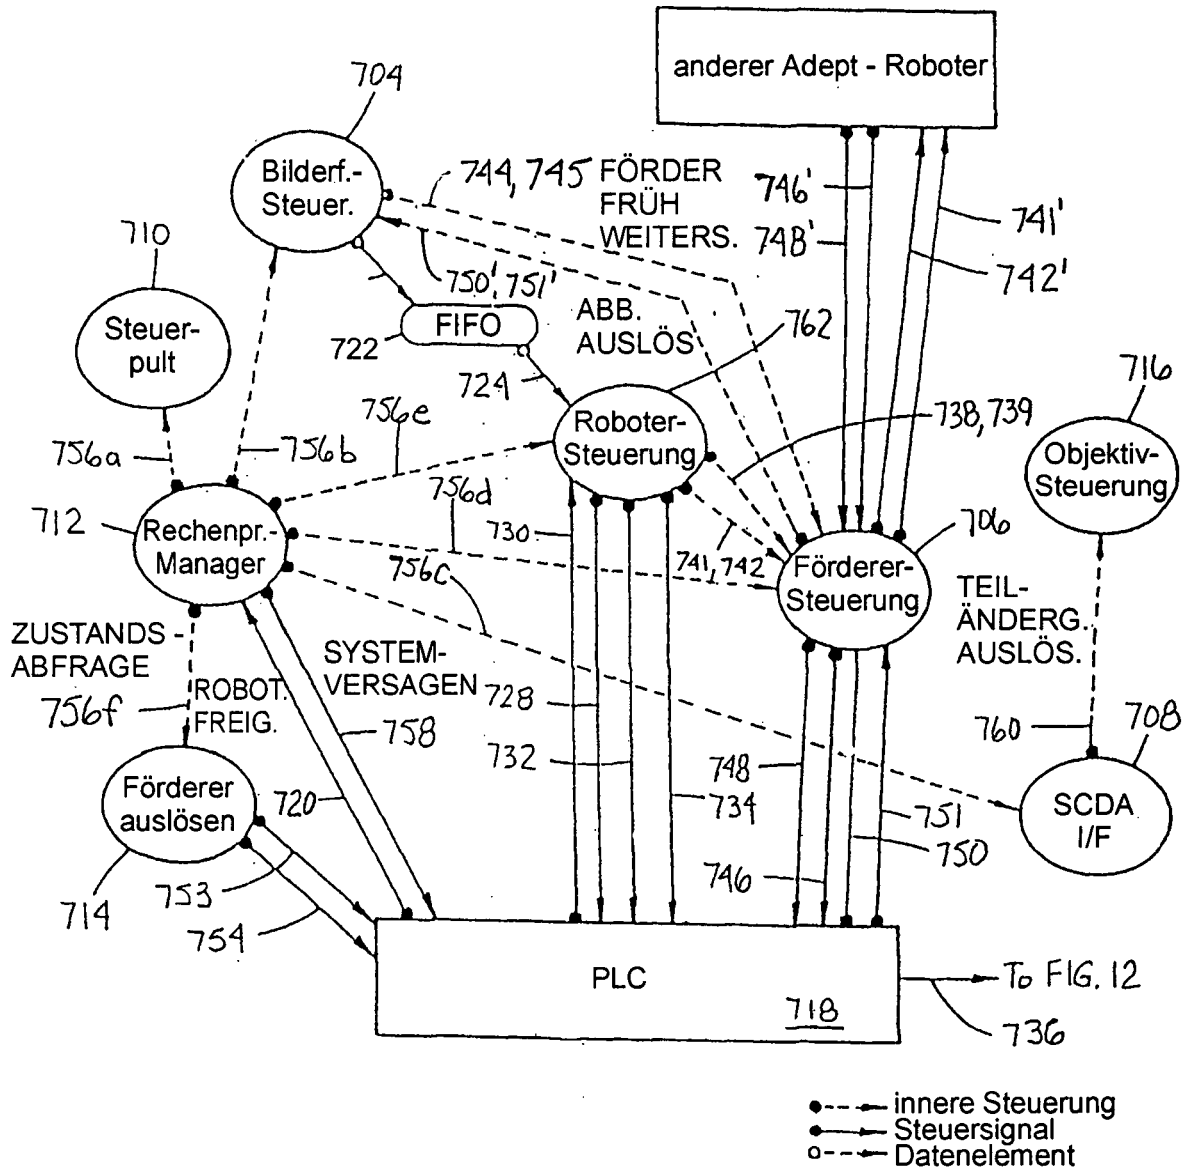 anderer Adept - Roboter
704
Bilderf.-
Steuer.
744, 745
FÖRDER
FRÜH
WEITERS.
746'
748'
741'
742'
710
Steuer-
pult
750', 751'
FIFO
722
724
ABB.
AUSLÖS
762
716
Objektiv-
Steuerung
756a
756b
756e
Roboter-
Steuerung
738, 739
712
Rechenpr.-
Manager
756d
730
741, 742
706
Förderer-
Steuerung
756c
TEIL-
ÄNDERG.
AUSLÖS.
ZUSTANDS -
ABFRAGE
756f
ROBOT.
FREIG.
SYSTEM-
VERSAGEN
758
728
732
734
748
746
751
750
760
708
SCDA
I/F
Förderer
auslösen
720
714
753
754
PLC
718
To FIG. 12
736
innere Steuerung
Steuersignal
Datenelement